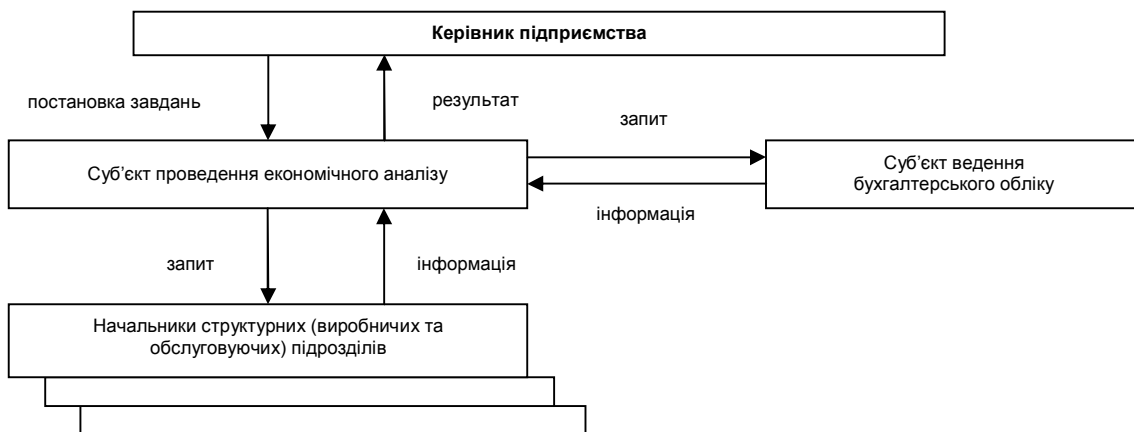 Керівник підприємства
постановка завдань
результат
запит
Суб’єкт проведення економічного аналізу
Суб’єкт ведення
бухгалтерського обліку
інформація
запит
інформація
Начальники структурних (виробничих та
обслуговуючих) підрозділів